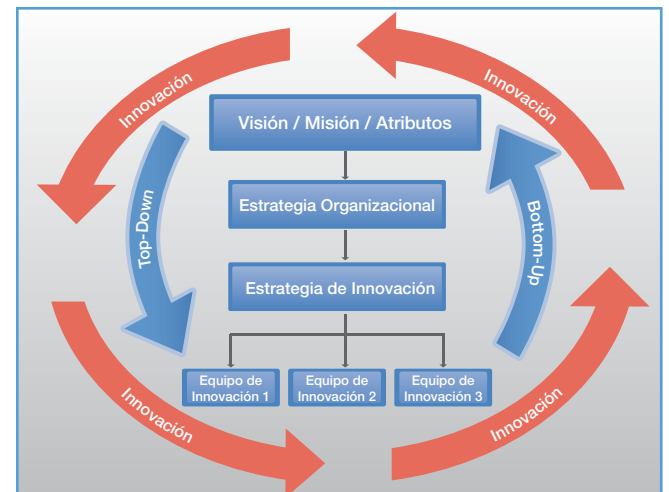 Innovación
Innovación
Visión / Misión / Atributos
Top-Down
Estrategia Organizacional
Bottom-Up
Estrategia de Innovación
Equipo de
Innovación 1
Equipo de
Innovación 2
Equipo de
Innovación 3
Innovación
Innovación